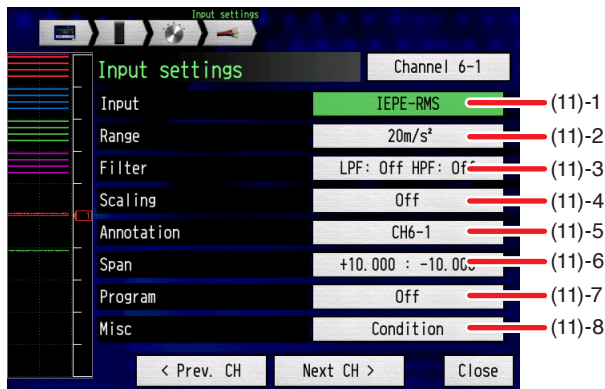 Input settings
Input settings Channel 6-1
Input IEPE-RMS (11)-1
Range 20m/s² (11)-2
Filter LPF: Off HPF: Off (11)-3
Scaling Off (11)-4
Annotation CH6-1 (11)-5
Span +10.000 : -10.000 (11)-6
Program Off (11)-7
Misc Condition (11)-8
1
< Prev. CH Next CH > Close